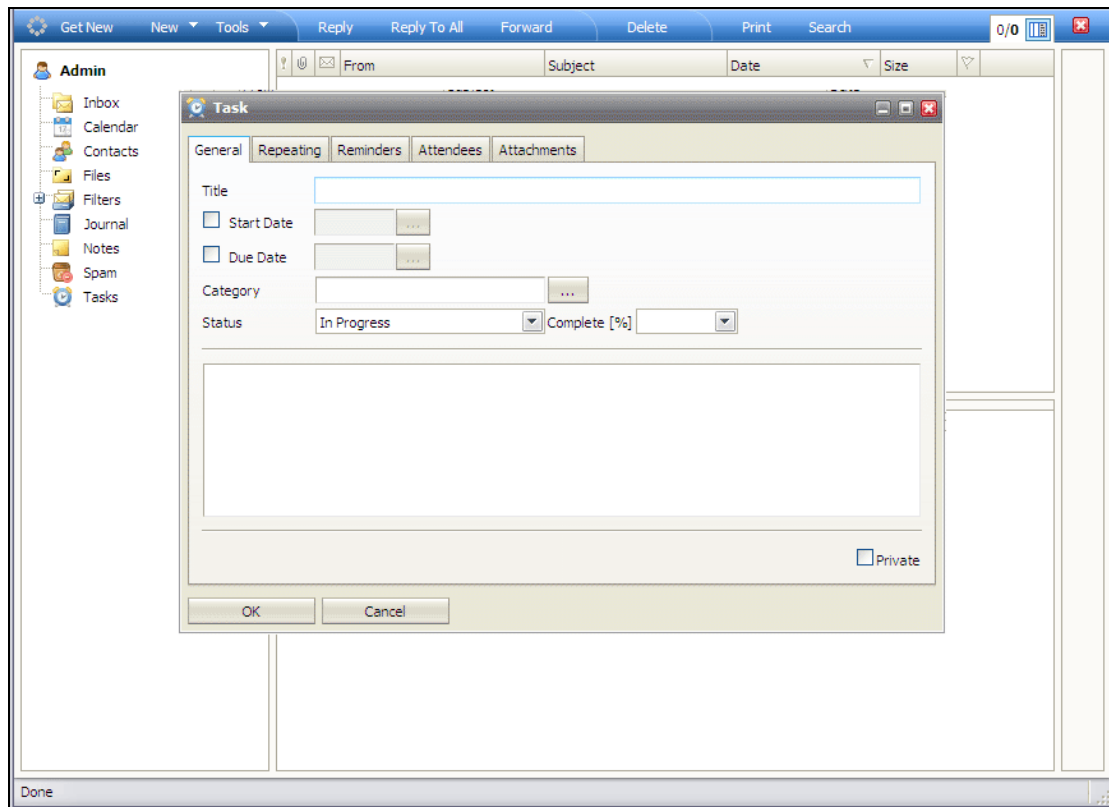 Get New New Tools Reply Reply To All Forward Delete Print Search 0/0
Admin
From Subject Date Size
Inbox
Calendar
Contacts
Files
Filters
Journal
Notes
Spam
Tasks
Task
General Repeating Reminders Attendees Attachments
Title
Start Date ...
Due Date ...
Category ...
Status In Progress Complete [%]
Private
OK Cancel
Done